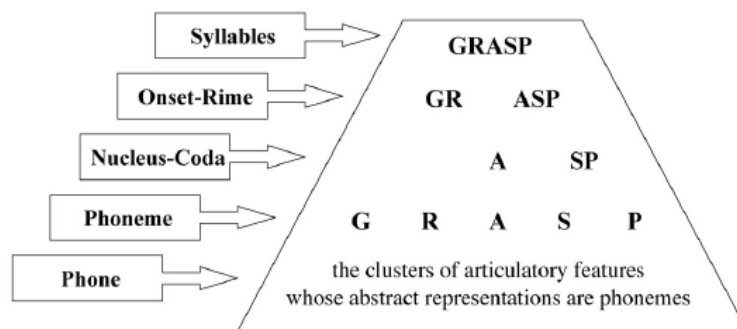 Syllables
GRASP
Onset-Rime
GR ASP
Nucleus-Coda
A SP
Phoneme
G R A S P
Phone
the clusters of articulatory features
whose abstract representations are phonemes